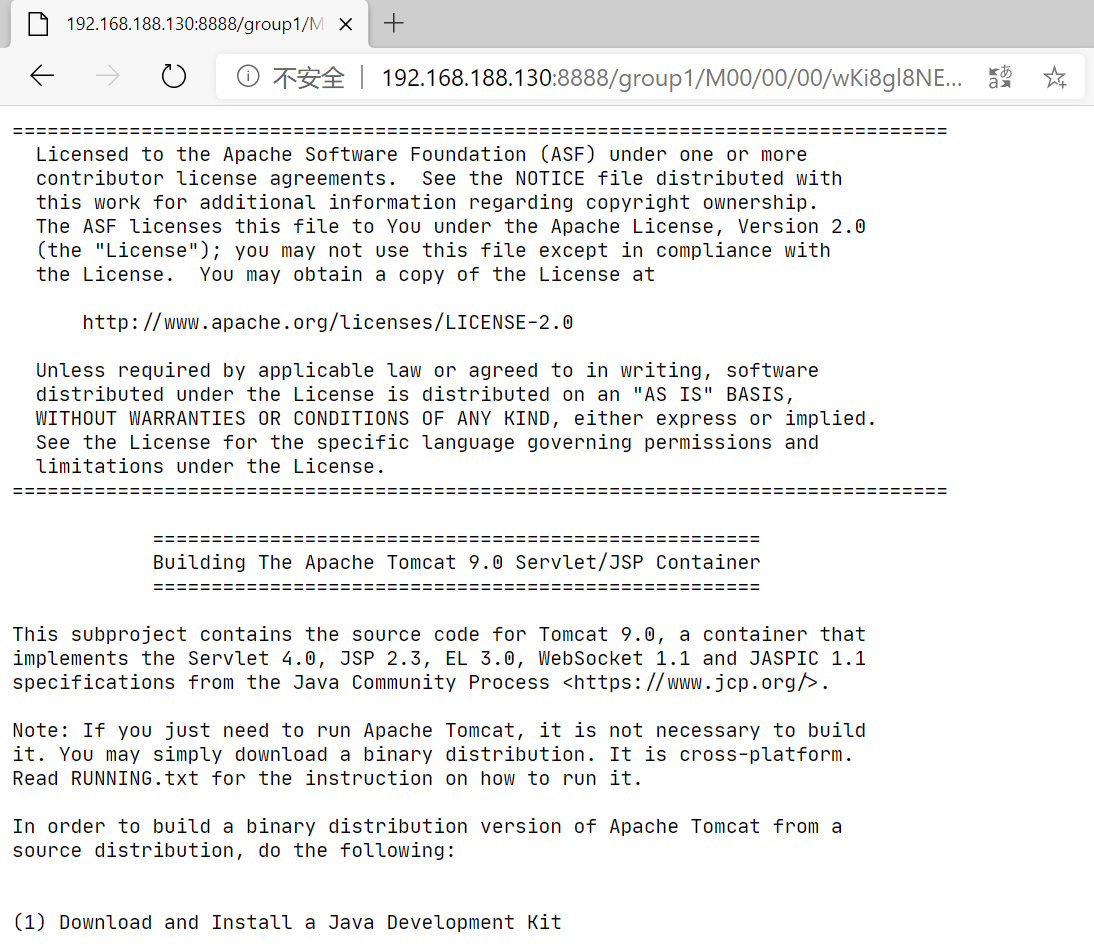 192.168.188.130:8888/group1/M
不安全 192.168.188.130:8888/group1/M00/00/00/wKi8gl8NE...
================================================================================
Licensed to the Apache Software Foundation (ASF) under one or more
contributor license agreements.  See the NOTICE file distributed with
this work for additional information regarding copyright ownership.
The ASF licenses this file to You under the Apache License, Version 2.0
(the "License"); you may not use this file except in compliance with
the License.  You may obtain a copy of the License at
http://www.apache.org/licenses/LICENSE-2.0
Unless required by applicable law or agreed to in writing, software
distributed under the License is distributed on an "AS IS" BASIS,
WITHOUT WARRANTIES OR CONDITIONS OF ANY KIND, either express or implied.
See the License for the specific language governing permissions and
limitations under the License.
================================================================================
====================================================
Building The Apache Tomcat 9.0 Servlet/JSP Container
====================================================
This subproject contains the source code for Tomcat 9.0, a container that
implements the Servlet 4.0, JSP 2.3, EL 3.0, WebSocket 1.1 and JASPIC 1.1
specifications from the Java Community Process <https://www.jcp.org/>.
Note: If you just need to run Apache Tomcat, it is not necessary to build
it. You may simply download a binary distribution. It is cross-platform.
Read RUNNING.txt for the instruction on how to run it.
In order to build a binary distribution version of Apache Tomcat from a
source distribution, do the following:
(1) Download and Install a Java Development Kit